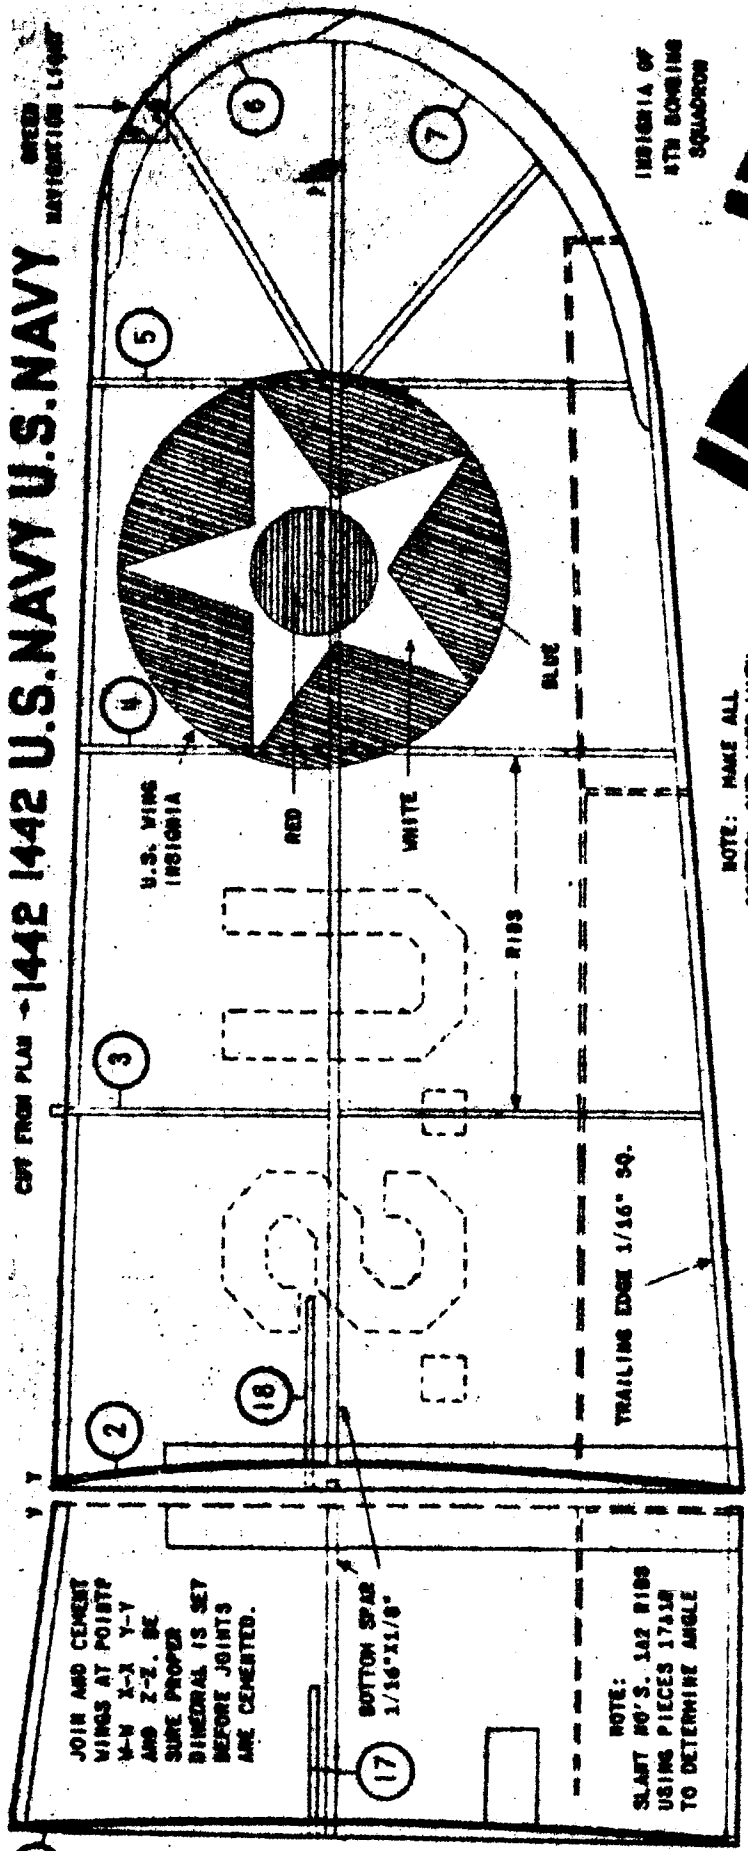 CUT FROM PLAN 1442 1442 U.S.NAVY U.S.NAVY
GREEN
NAVIGATION LIGHT
INSIGNIA OF
8TH BOMBING
SQUADRON
6
7
5
4
3
2
18
17
U.S. WING
INSIGNIA
RED
WHITE
BLUE
RIBS
NOTE: MAKE ALL
TRAILING EDGE 1/16" SQ.
Y Y
JOIN AND CEMENT
WINGS AT POINTS
W-W X-X Y-Y
AND Z-Z. BE
SURE PROPER
DIHEDRAL IS SET
BEFORE JOINTS
ARE CEMENTED.
BOTTOM SPAR
1/16"X1/8"
NOTE:
SLANT NO'S. 1&2 RIBS
USING PIECES 17&18
TO DETERMINE ANGLE